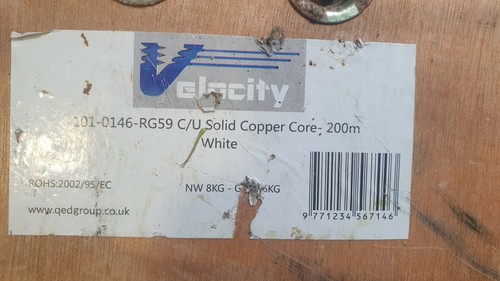 Velocity
101-0146-RG59 C/U Solid Copper Core- 200m
White
ROHS:2002/95/EC
NW 8KG - G 6KG
www.qedgroup.co.uk
9 771234 567146